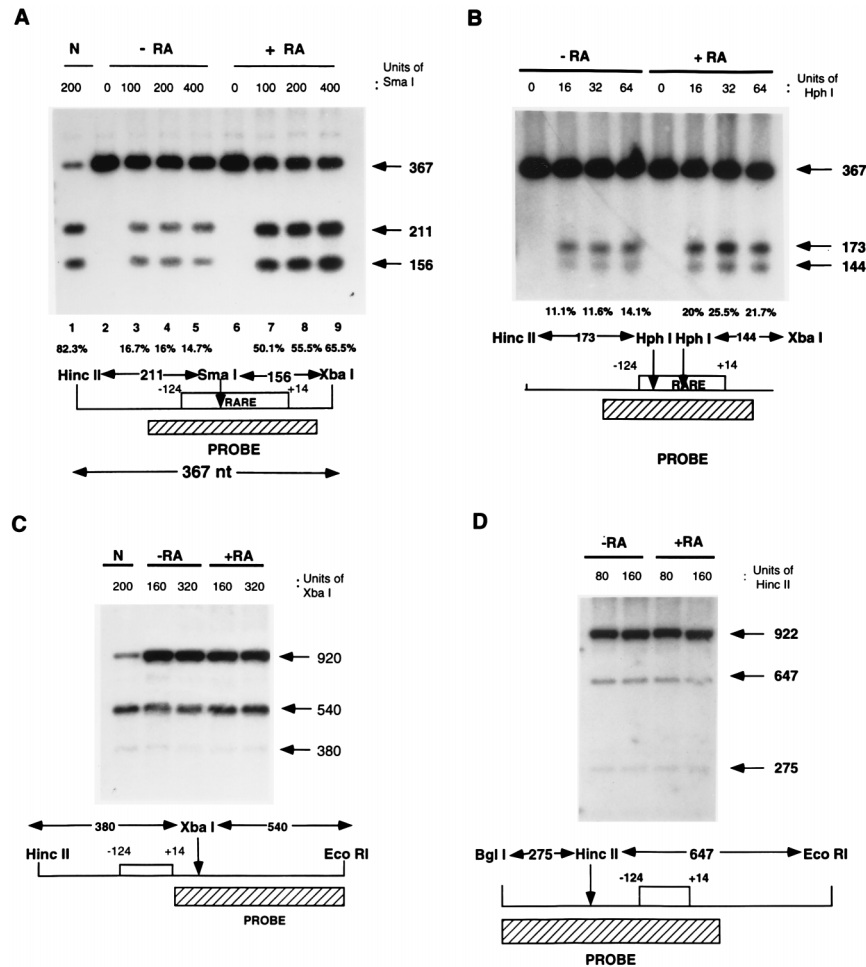 A
N - RA + RA
200 0 100 200 400 0 100 200 400 : Units of Sma I
367
211
156
1 2 3 4 5 6 7 8 9
82.3% 16.7% 16% 14.7% 50.1% 55.5% 65.5%
Hinc II 211 Sma I 156 Xba I
-124 +14
RARE
PROBE
367 nt
B
- RA + RA
0 16 32 64 0 16 32 64 : Units of Hph I
367
173
144
11.1% 11.6% 14.1% 20% 25.5% 21.7%
Hinc II 173 Hph I Hph I 144 Xba I
-124 +14
RARE
PROBE
C
N -RA +RA
200 160 320 160 320 : Units of Xba I
920
540
380
380 Xba I 540
Hinc II -124 +14 Eco RI
PROBE
D
-RA +RA
80 160 80 160 : Units of Hinc II
922
647
275
Bgl I 275 Hinc II 647 Eco RI
-124 +14
PROBE